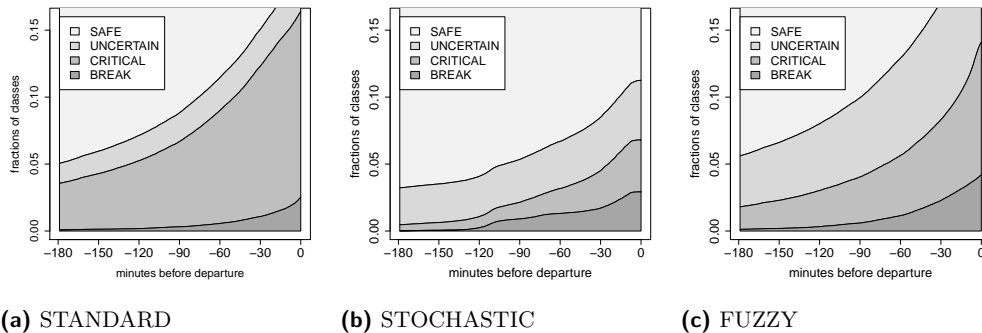 0.15
0.10
0.05
0.00
fractions of classes
SAFE
UNCERTAIN
CRITICAL
BREAK
−180 −150 −120 −90 −60 −30 0
minutes before departure
(a) STANDARD
0.15
0.10
0.05
0.00
fractions of classes
SAFE
UNCERTAIN
CRITICAL
BREAK
−180 −150 −120 −90 −60 −30 0
minutes before departure
(b) STOCHASTIC
0.15
0.10
0.05
0.00
fractions of classes
SAFE
UNCERTAIN
CRITICAL
BREAK
−180 −150 −120 −90 −60 −30 0
minutes before departure
(c) FUZZY